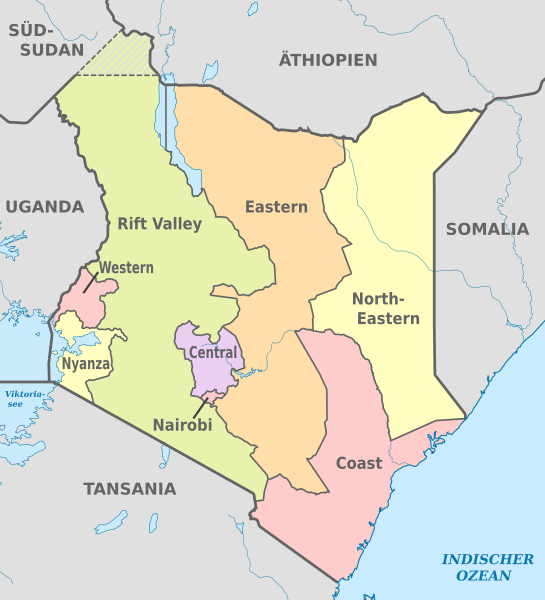 SÜD-
SUDAN
ÄTHIOPIEN
UGANDA
Rift Valley
Eastern
SOMALIA
Western
North-
Eastern
Central
Nyanza
Viktoria-
see
Nairobi
Coast
TANSANIA
INDISCHER
OZEAN